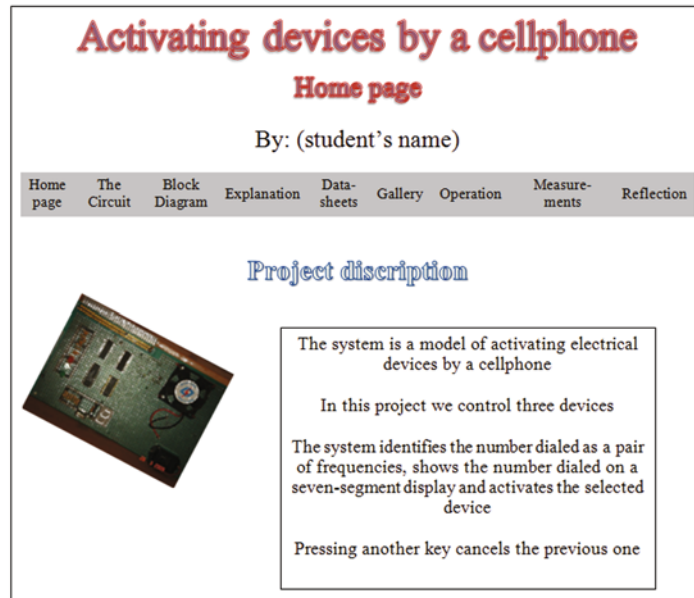 Activating devices by a cellphone
Home page
By: (student's name)
Home page
The Circuit
Block Diagram
Explanation
Data-sheets
Gallery
Operation
Measure-ments
Reflection
Project discription
The system is a model of activating electrical
devices by a cellphone
In this project we control three devices
The system identifies the number dialed as a pair
of frequencies, shows the number dialed on a
seven-segment display and activates the selected
device
Pressing another key cancels the previous one